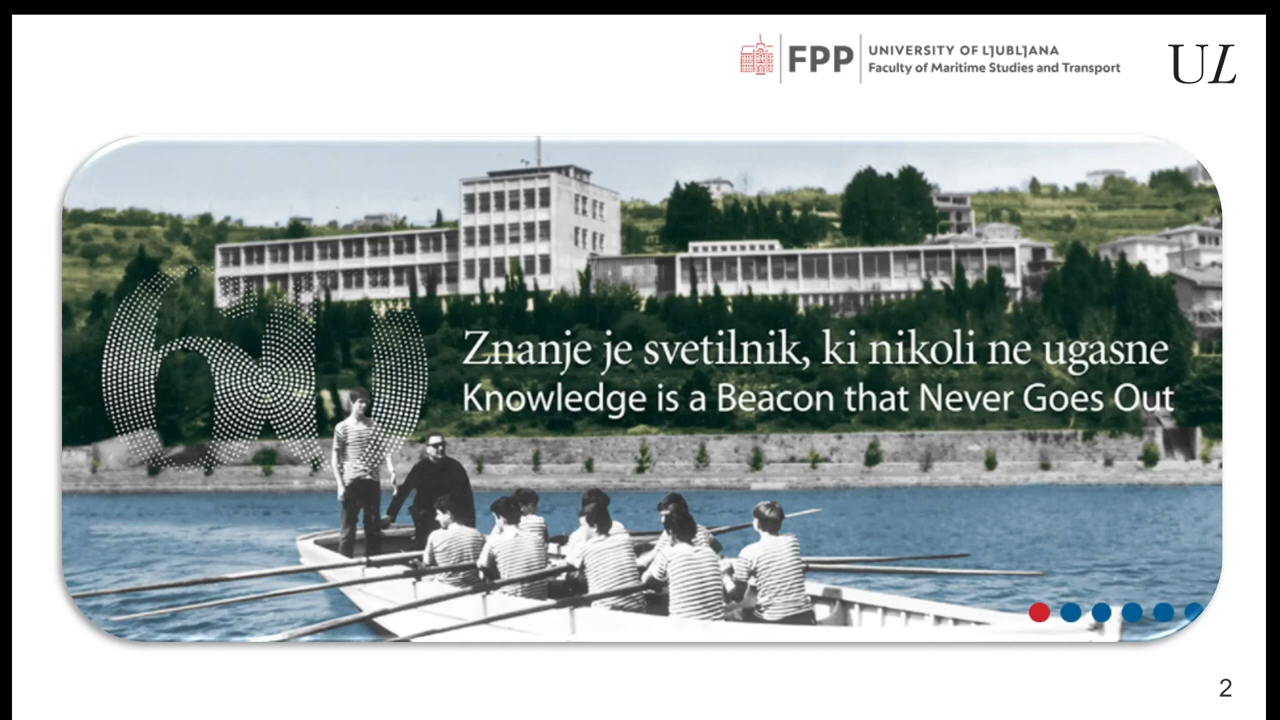 FPP
UNIVERSITY OF LJUBLJANA
Faculty of Maritime Studies and Transport
UL
60
Znanje je svetilnik, ki nikoli ne ugasne
Knowledge is a Beacon that Never Goes Out
2